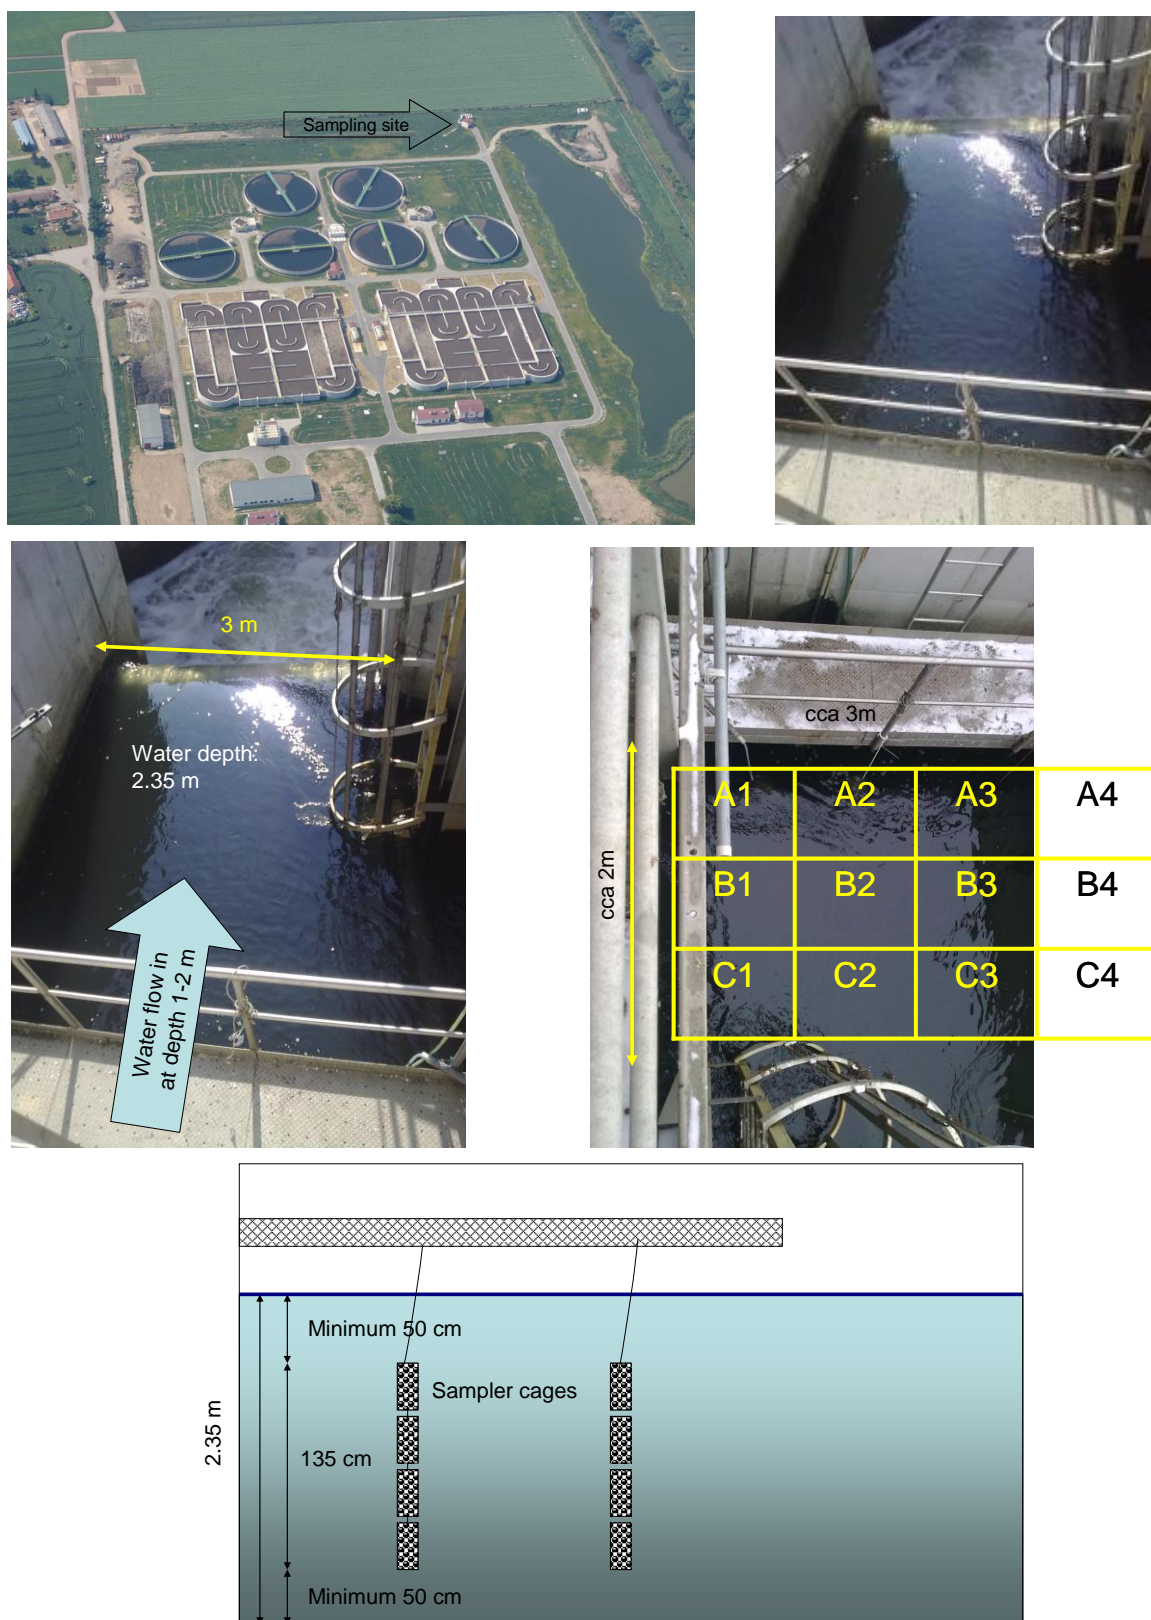 Sampling site
3 m
Water depth:
2.35 m
Water flow in
at depth 1-2 m
cca 3m
cca 2m
A1 A2 A3 A4
B1 B2 B3 B4
C1 C2 C3 C4
Minimum 50 cm
Sampler cages
2.35 m
135 cm
Minimum 50 cm